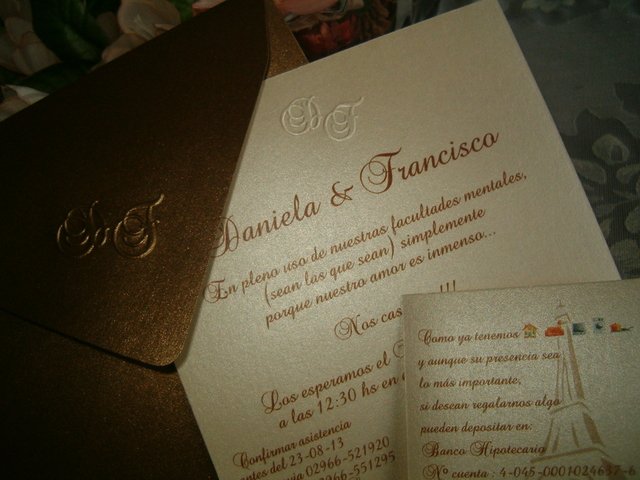 D F
D F
Daniela & Francisco
En pleno uso de nuestras facultades mentales,
(sean las que sean) simplemente
porque nuestro amor es inmenso...
Nos cas !!!
Los esperamos el
a las 12:30 hs en
Confirmar asistencia
antes del 23-08-13
02966-521920
02966-551295
Como ya tenemos
y aunque su presencia sea
lo más importante,
si desean regalarnos algo
pueden depositar en:
Banco Hipotecario
Nº cuenta : 4-045-0001024637-6